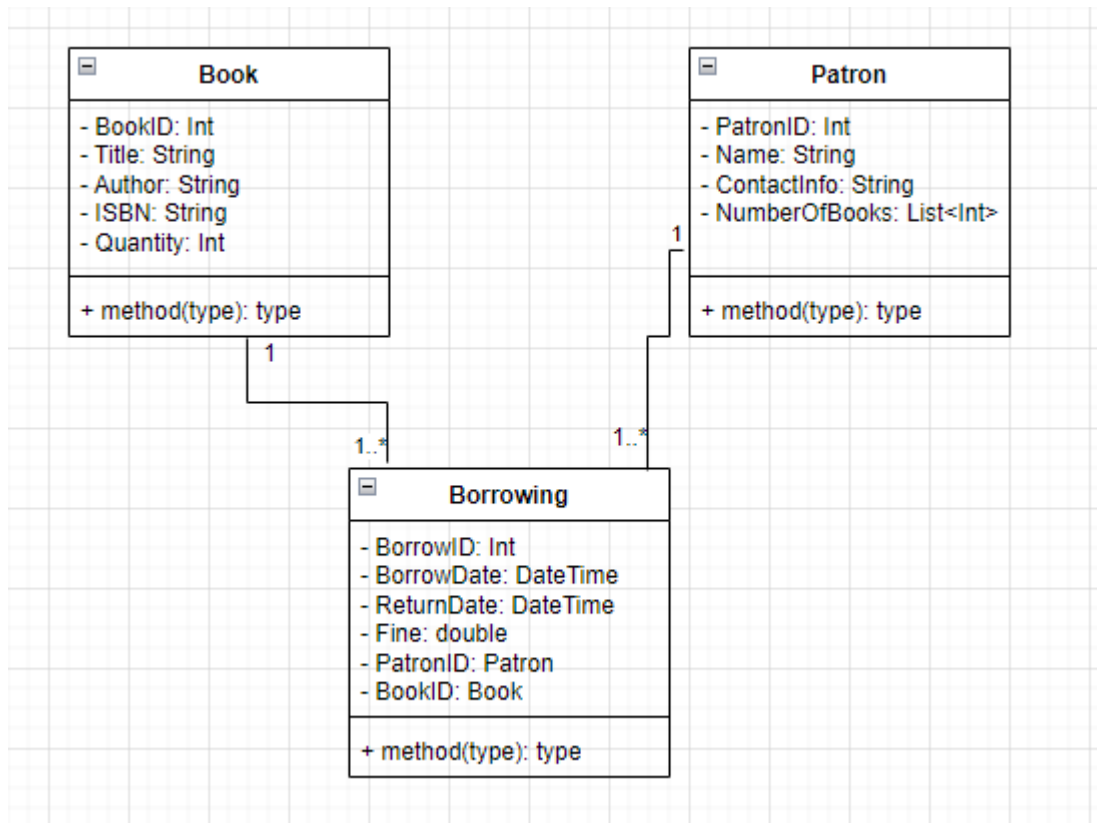 Book
- BookID: Int
- Title: String
- Author: String
- ISBN: String
- Quantity: Int
+ method(type): type
1
1..*
Patron
- PatronID: Int
- Name: String
- ContactInfo: String
- NumberOfBooks: List<Int>
+ method(type): type
1
1..*
Borrowing
- BorrowID: Int
- BorrowDate: DateTime
- ReturnDate: DateTime
- Fine: double
- PatronID: Patron
- BookID: Book
+ method(type): type